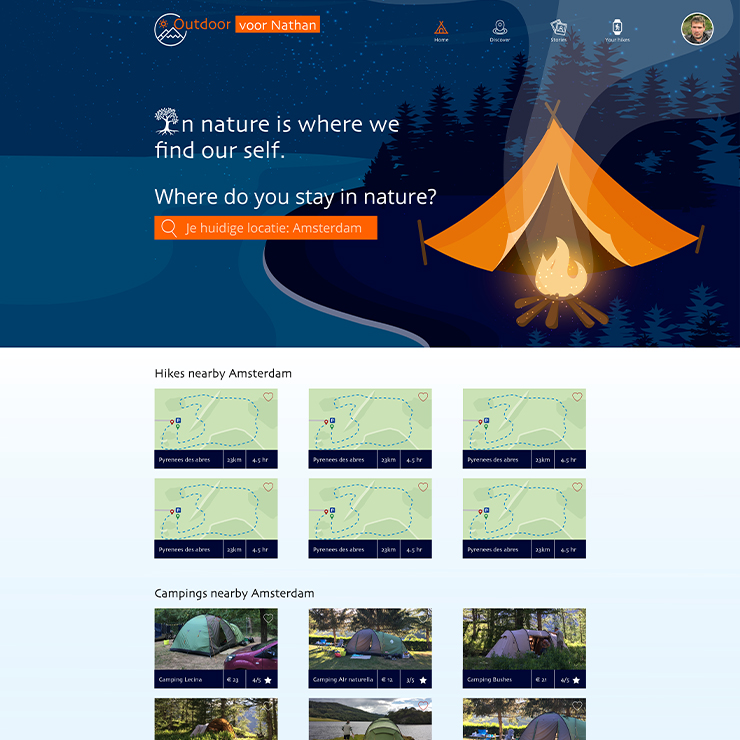 Outdoor voor Nathan
Home
Discover
Stories
Your hikes
In nature is where we
find our self.
Where do you stay in nature?
Je huidige locatie: Amsterdam
Hikes nearby Amsterdam
Pyrenees des abres 23km 4.5 hr
Pyrenees des abres 23km 4.5 hr
Pyrenees des abres 23km 4.5 hr
Pyrenees des abres 23km 4.5 hr
Pyrenees des abres 23km 4.5 hr
Pyrenees des abres 23km 4.5 hr
Campings nearby Amsterdam
Camping Lecina € 23 4/5
Camping Air naturella € 12 3/5
Camping Bushes € 21 4/5